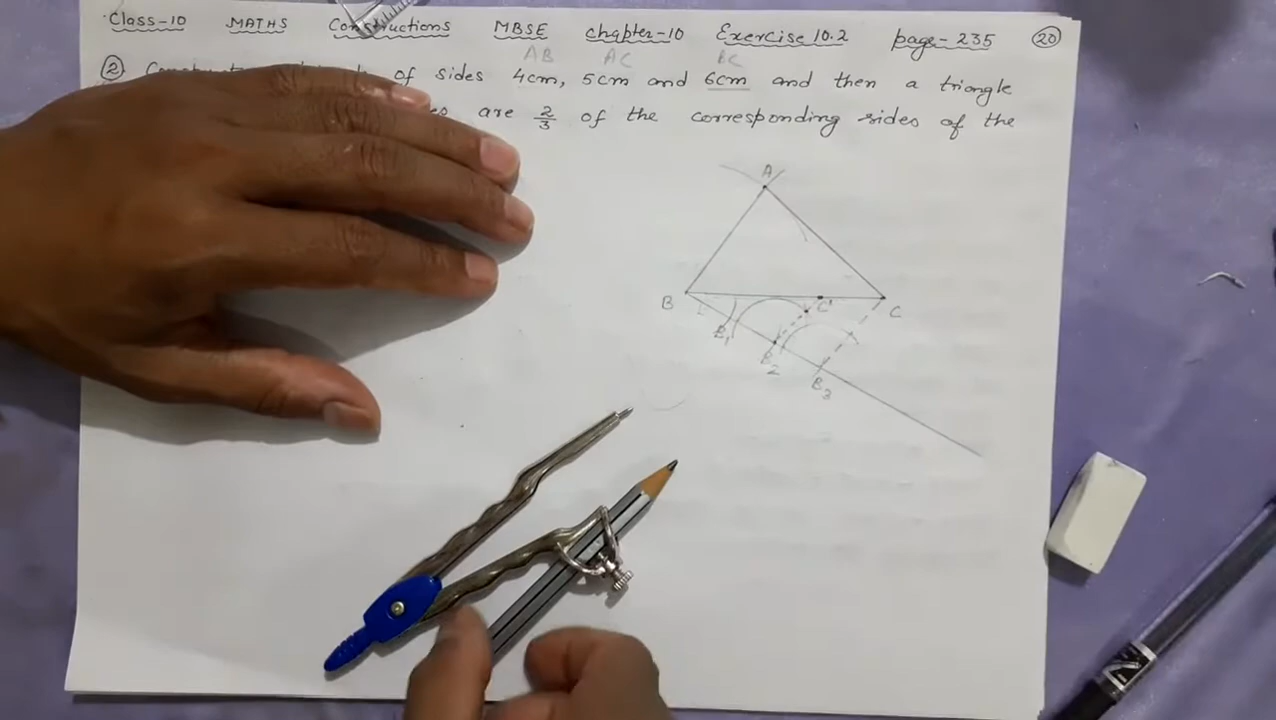 Class-10 MATHS Constructions MBSE chapter-10 Exercise 10.2 page-235 20
AB AC BC
2 of sides 4cm, 5cm and 6cm and then a triangle
are 2/3 of the corresponding sides of the
A
B C' C
B1
B2
B3